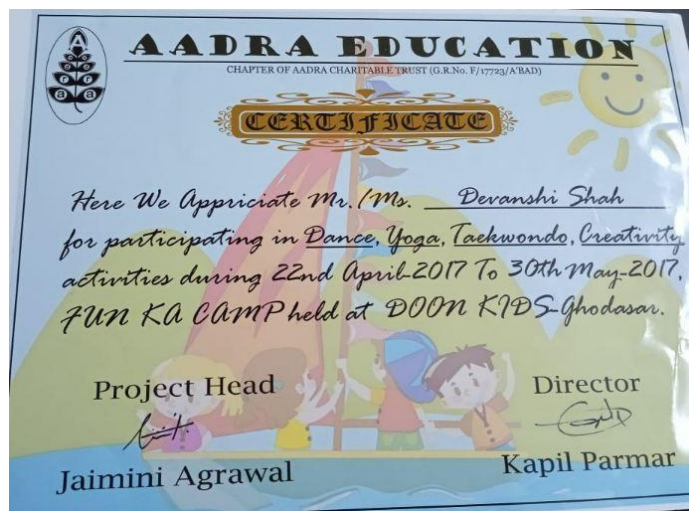 AADRA EDUCATION
CHAPTER OF AADRA CHARITABLE TRUST (G.R.No. F/17723/A'BAD)
CERTIFICATE
Here We Appriciate Mr. / Ms. Devanshi Shah
for participating in Dance, Yoga, Taekwondo, Creativity
activities during 22nd April-2017 To 30th May-2017,
FUN KA CAMP held at DOON KIDS-Ghodasar.
Project Head
Director
Jaimini Agrawal
Kapil Parmar